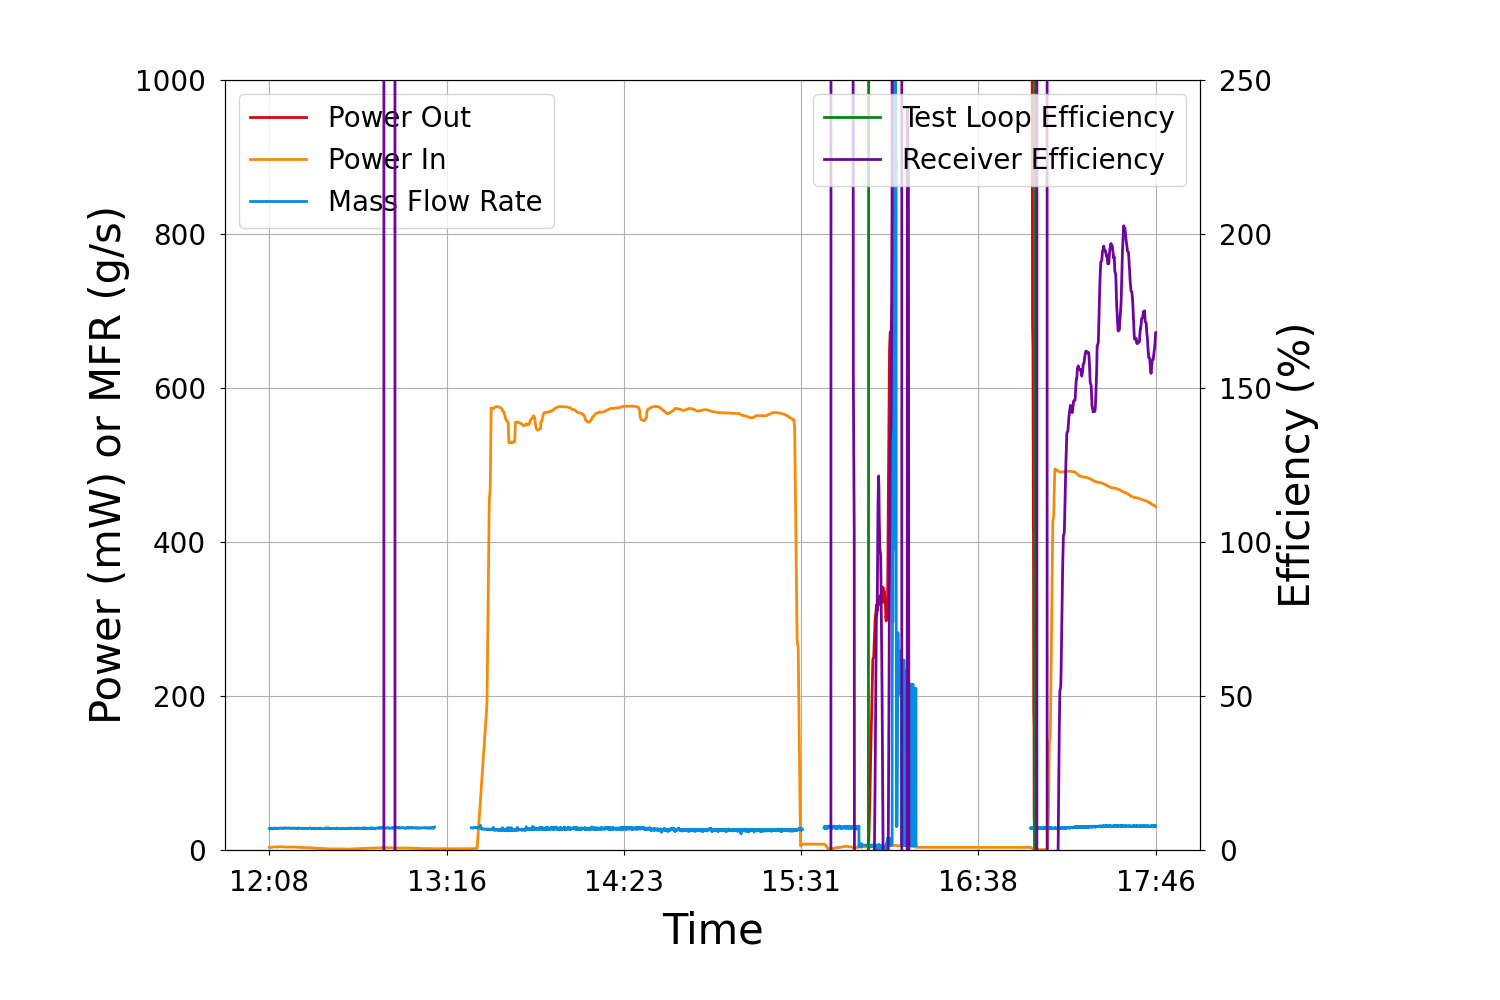 1000
800
600
400
200
0
Power (mW) or MFR (g/s)
Power Out
Power In
Mass Flow Rate
Test Loop Efficiency
Receiver Efficiency
250
200
150
100
50
0
Efficiency (%)
12:08 13:16 14:23 15:31 16:38 17:46
Time